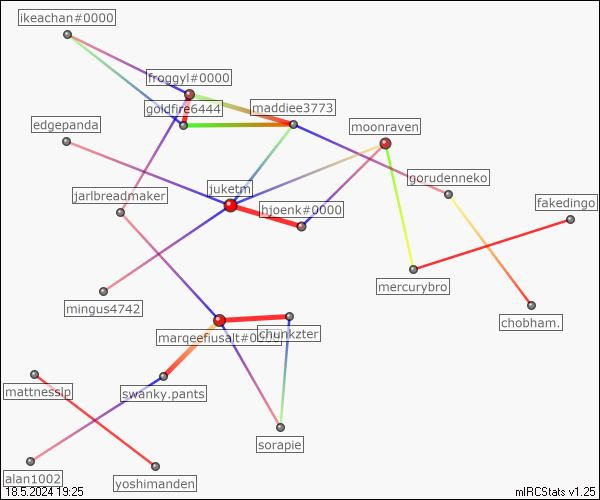 ikeachan#0000
froggyl#0000
goldfire6444
maddiee3773
edgepanda
moonraven
gorudenneko
juketm
jarlbreadmaker
fakedingo
hjoenk#0000
mercurybro
mingus4742
chobham.
marqeefiusalt#0000
chunkzter
mattnesslp
swanky.pants
sorapie
alan1002
yoshimanden
18.5.2024 19:25
mIRCStats v1.25